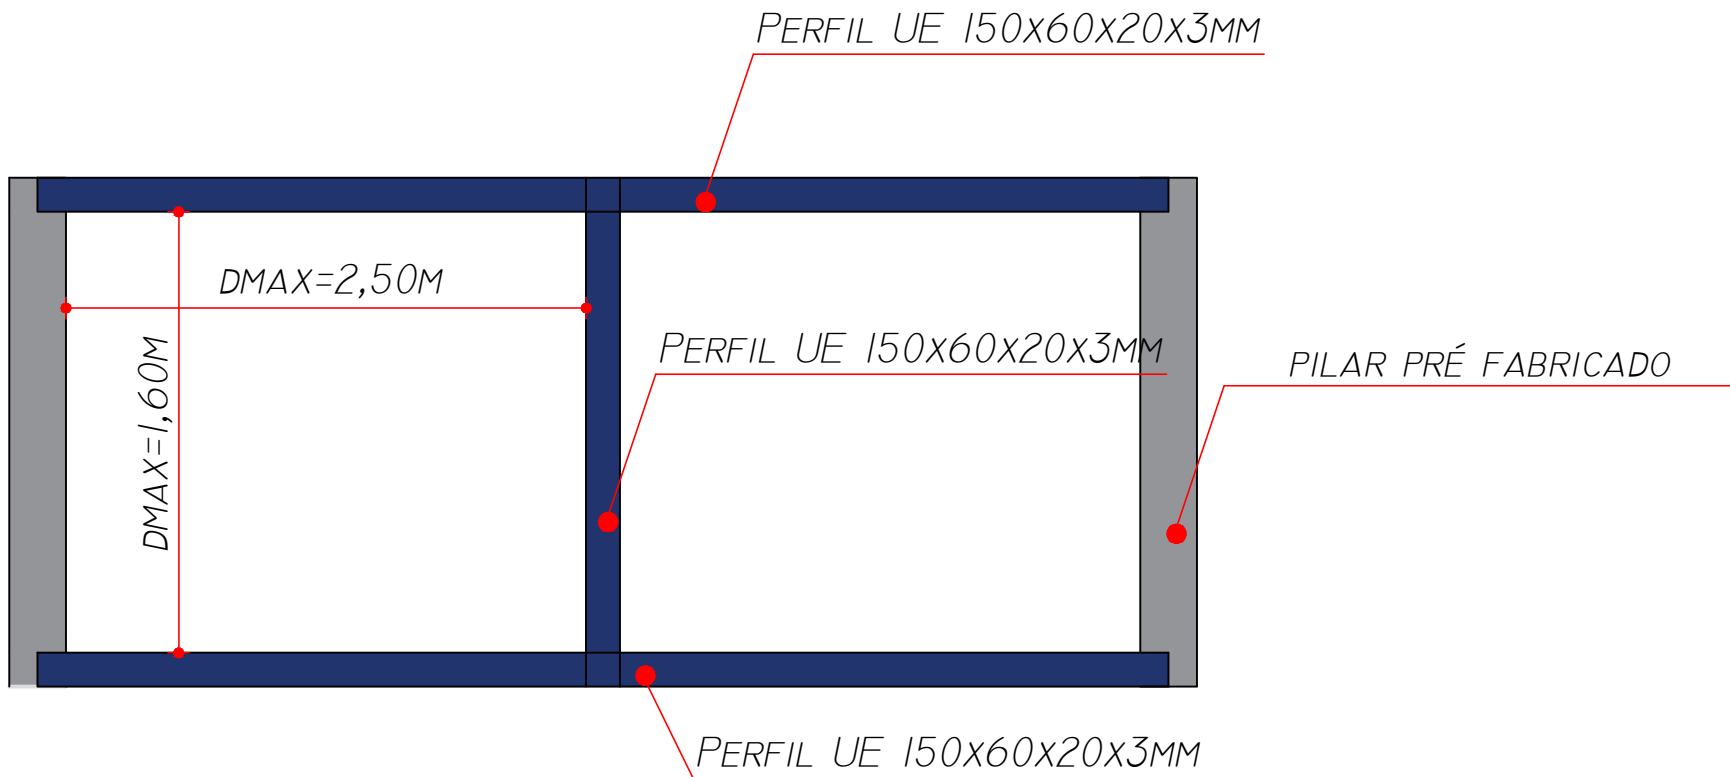 PERFIL UE 150X60X20X3MM
DMAX=2,50M
PERFIL UE 150X60X20X3MM
PILAR PRÉ FABRICADO
DMAX=1,60M
PERFIL UE 150X60X20X3MM